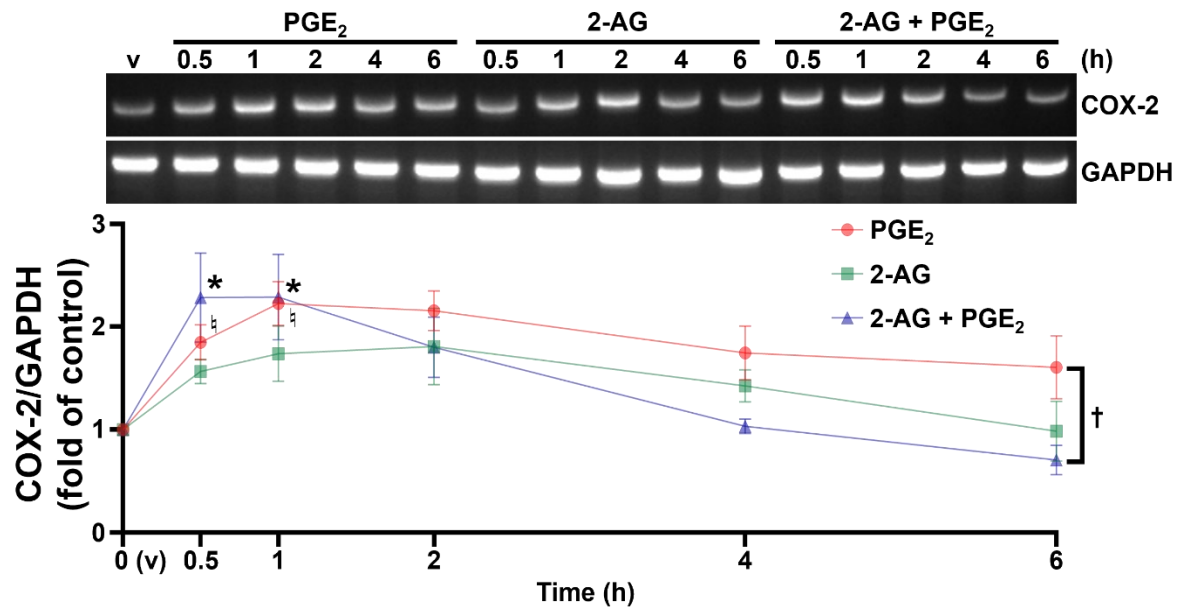 PGE₂ 2-AG 2-AG + PGE₂
v 0.5 1 2 4 6 0.5 1 2 4 6 0.5 1 2 4 6 (h)
COX-2
GAPDH
COX-2/GAPDH
(fold of control)
3
2
1
0
* *
♮ ♮
†
PGE₂
2-AG
2-AG + PGE₂
0 (v) 0.5 1 2 4 6
Time (h)